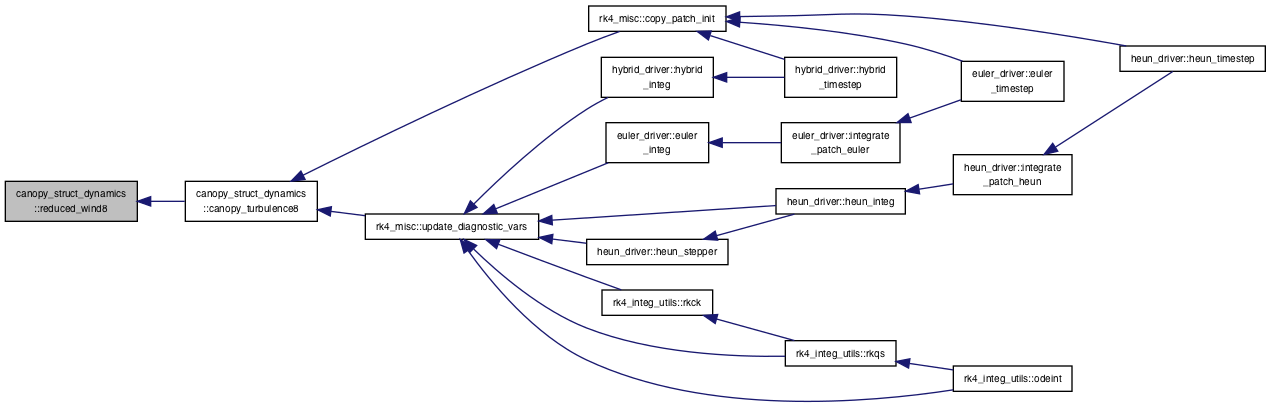 canopy_struct_dynamics
::reduced_wind8
canopy_struct_dynamics
::canopy_turbulence8
rk4_misc::copy_patch_init
rk4_misc::update_diagnostic_vars
hybrid_driver::hybrid
_integ
hybrid_driver::hybrid
_timestep
euler_driver::euler
_timestep
heun_driver::heun_timestep
euler_driver::euler
_integ
euler_driver::integrate
_patch_euler
heun_driver::integrate
_patch_heun
heun_driver::heun_integ
heun_driver::heun_stepper
rk4_integ_utils::rkck
rk4_integ_utils::rkqs
rk4_integ_utils::odeint